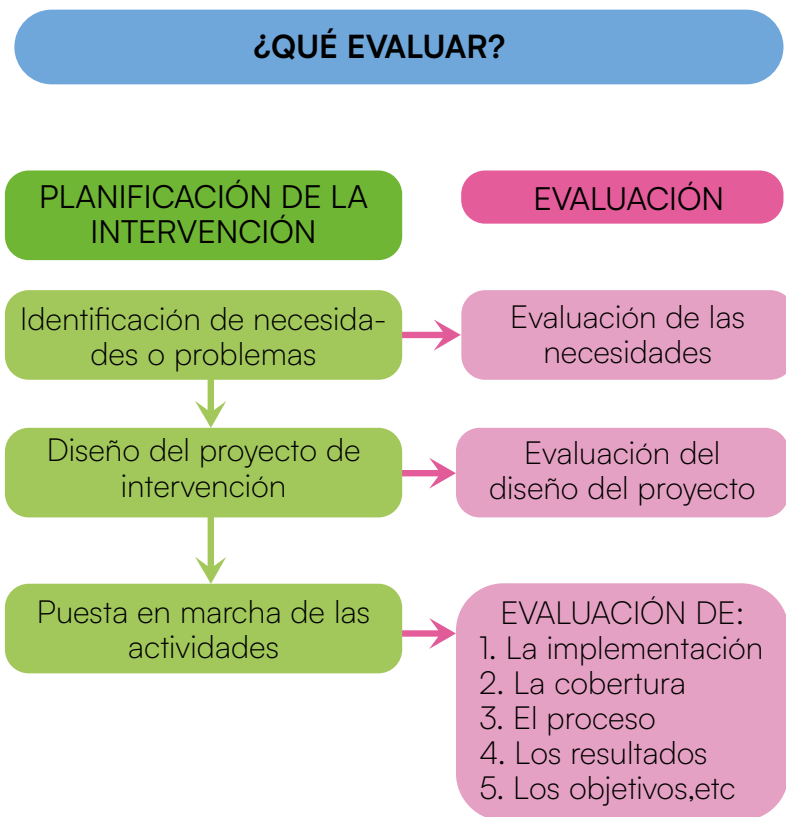 ¿QUÉ EVALUAR?
PLANIFICACIÓN DE LA
INTERVENCIÓN
EVALUACIÓN
Identificación de necesida-
des o problemas
Evaluación de las
necesidades
Diseño del proyecto de
intervención
Evaluación del
diseño del proyecto
Puesta en marcha de las
actividades
EVALUACIÓN DE:
1. La implementación
2. La cobertura
3. El proceso
4. Los resultados
5. Los objetivos,etc